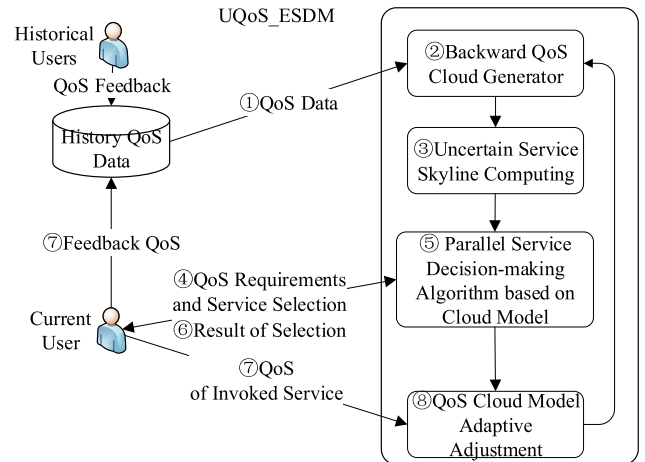 UQoS_ESDM
Historical
Users
QoS Feedback
History QoS
Data
①QoS Data
②Backward QoS
Cloud Generator
③Uncertain Service
Skyline Computing
⑦Feedback QoS
④QoS Requirements
and Service Selection
⑥Result of Selection
⑤ Parallel Service
Decision-making
Algorithm based on
Cloud Model
Current
User
⑦QoS
of Invoked Service
⑧QoS Cloud Model
Adaptive
Adjustment